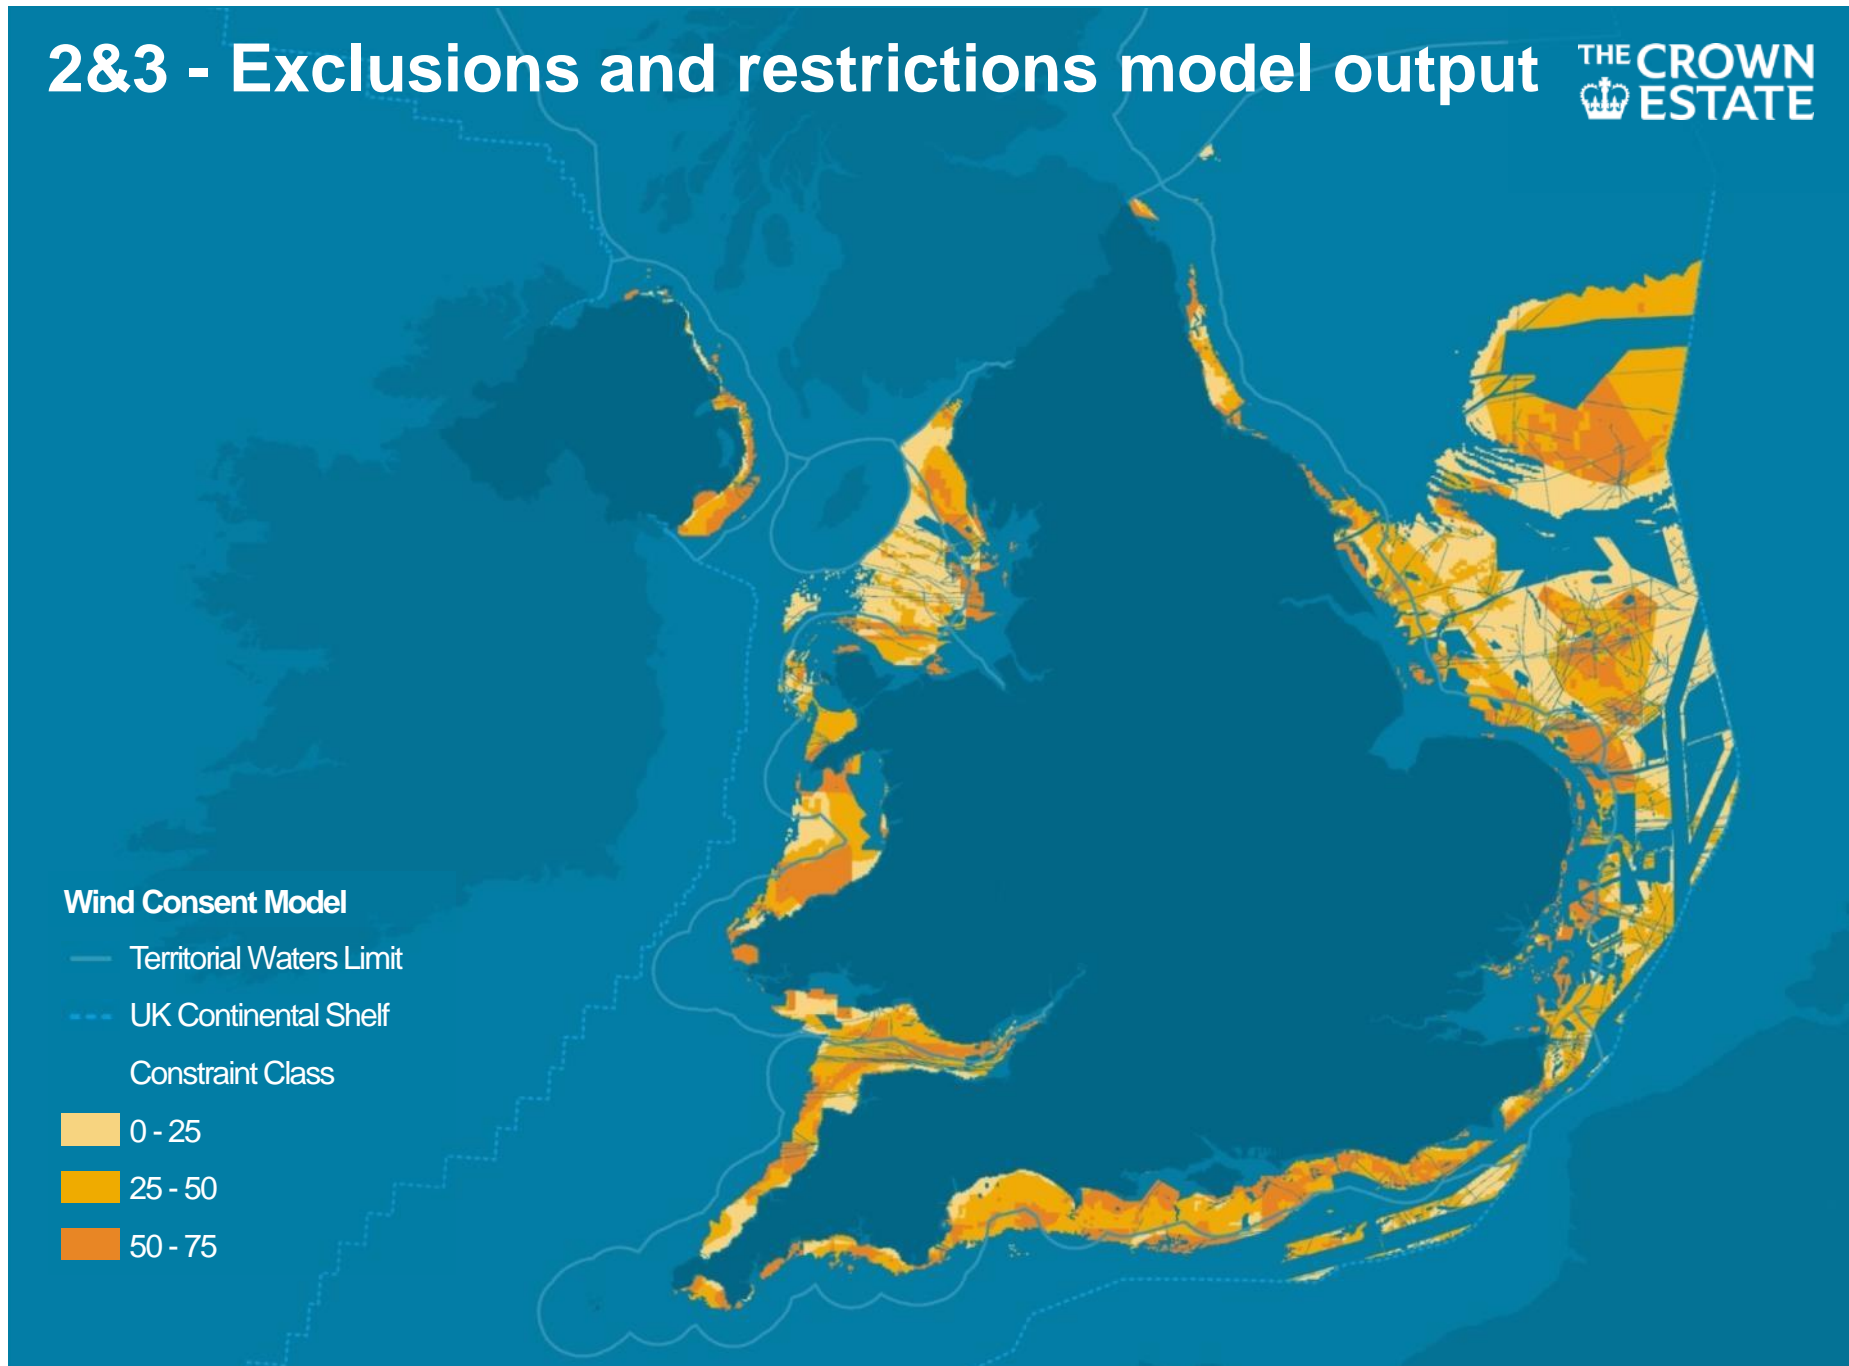 2&3 - Exclusions and restrictions model output
THE CROWN
ESTATE
Wind Consent Model
Territorial Waters Limit
UK Continental Shelf
Constraint Class
0 - 25
25 - 50
50 - 75